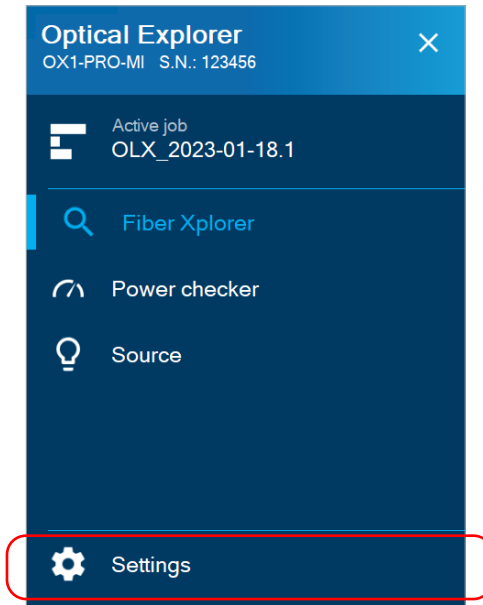 Optical Explorer
OX1-PRO-MI S.N.: 123456
Active job
OLX_2023-01-18.1
Fiber Xplorer
Power checker
Source
Settings